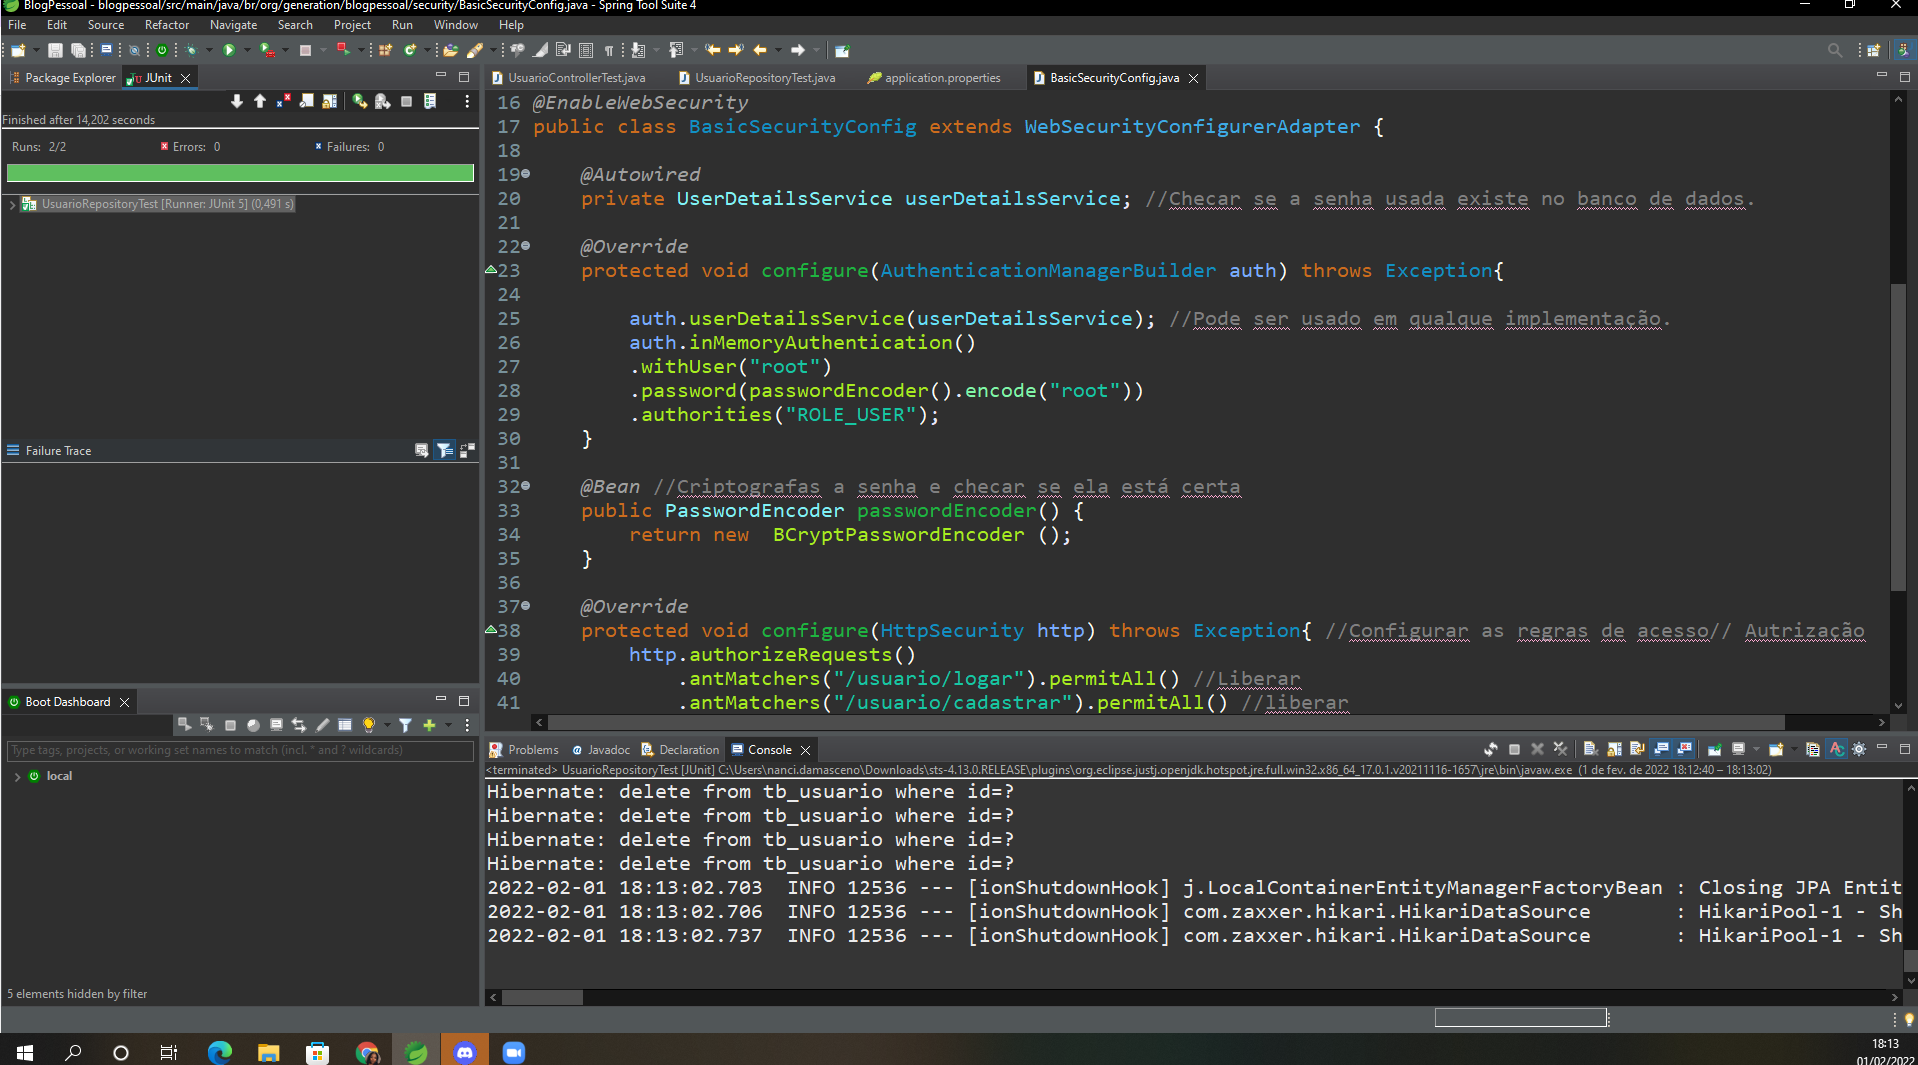 BlogPessoal - blogpessoal/src/main/java/br/org/generation/blogpessoal/security/BasicSecurityConfig.java - Spring Tool Suite 4
File Edit Source Refactor Navigate Search Project Run Window Help
Package Explorer JUnit
Finished after 14,202 seconds
Runs: 2/2 Errors: 0 Failures: 0
UsuarioRepositoryTest [Runner: JUnit 5] (0,491 s)
Failure Trace
Boot Dashboard
Type tags, projects, or working set names to match (incl. * and ? wildcards)
local
5 elements hidden by filter
UsuarioControllerTest.java UsuarioRepositoryTest.java application.properties BasicSecurityConfig.java
16 @EnableWebSecurity
17 public class BasicSecurityConfig extends WebSecurityConfigurerAdapter {
18
19 @Autowired
20 private UserDetailsService userDetailsService; //Checar se a senha usada existe no banco de dados.
21
22 @Override
23 protected void configure(AuthenticationManagerBuilder auth) throws Exception{
24
25 auth.userDetailsService(userDetailsService); //Pode ser usado em qualque implementação.
26 auth.inMemoryAuthentication()
27 .withUser("root")
28 .password(passwordEncoder().encode("root"))
29 .authorities("ROLE_USER");
30 }
31
32 @Bean //Criptografas a senha e checar se ela está certa
33 public PasswordEncoder passwordEncoder() {
34 return new  BCryptPasswordEncoder ();
35 }
36
37 @Override
38 protected void configure(HttpSecurity http) throws Exception{ //Configurar as regras de acesso// Autrização
39 http.authorizeRequests()
40 .antMatchers("/usuario/logar").permitAll() //Liberar
41 .antMatchers("/usuario/cadastrar").permitAll() //liberar
Problems Javadoc Declaration Console
<terminated> UsuarioRepositoryTest [JUnit] C:\Users\nanci.damasceno\Downloads\sts-4.13.0.RELEASE\plugins\org.eclipse.justj.openjdk.hotspot.jre.full.win32.x86_64_17.0.1.v20211116-1657\jre\bin\javaw.exe (1 de fev. de 2022 18:12:40 – 18:13:02)
Hibernate: delete from tb_usuario where id=?
Hibernate: delete from tb_usuario where id=?
Hibernate: delete from tb_usuario where id=?
Hibernate: delete from tb_usuario where id=?
2022-02-01 18:13:02.703  INFO 12536 --- [ionShutdownHook] j.LocalContainerEntityManagerFactoryBean : Closing JPA Entit
2022-02-01 18:13:02.706  INFO 12536 --- [ionShutdownHook] com.zaxxer.hikari.HikariDataSource : HikariPool-1 - Sh
2022-02-01 18:13:02.737  INFO 12536 --- [ionShutdownHook] com.zaxxer.hikari.HikariDataSource : HikariPool-1 - Sh
18:13
01/02/2022